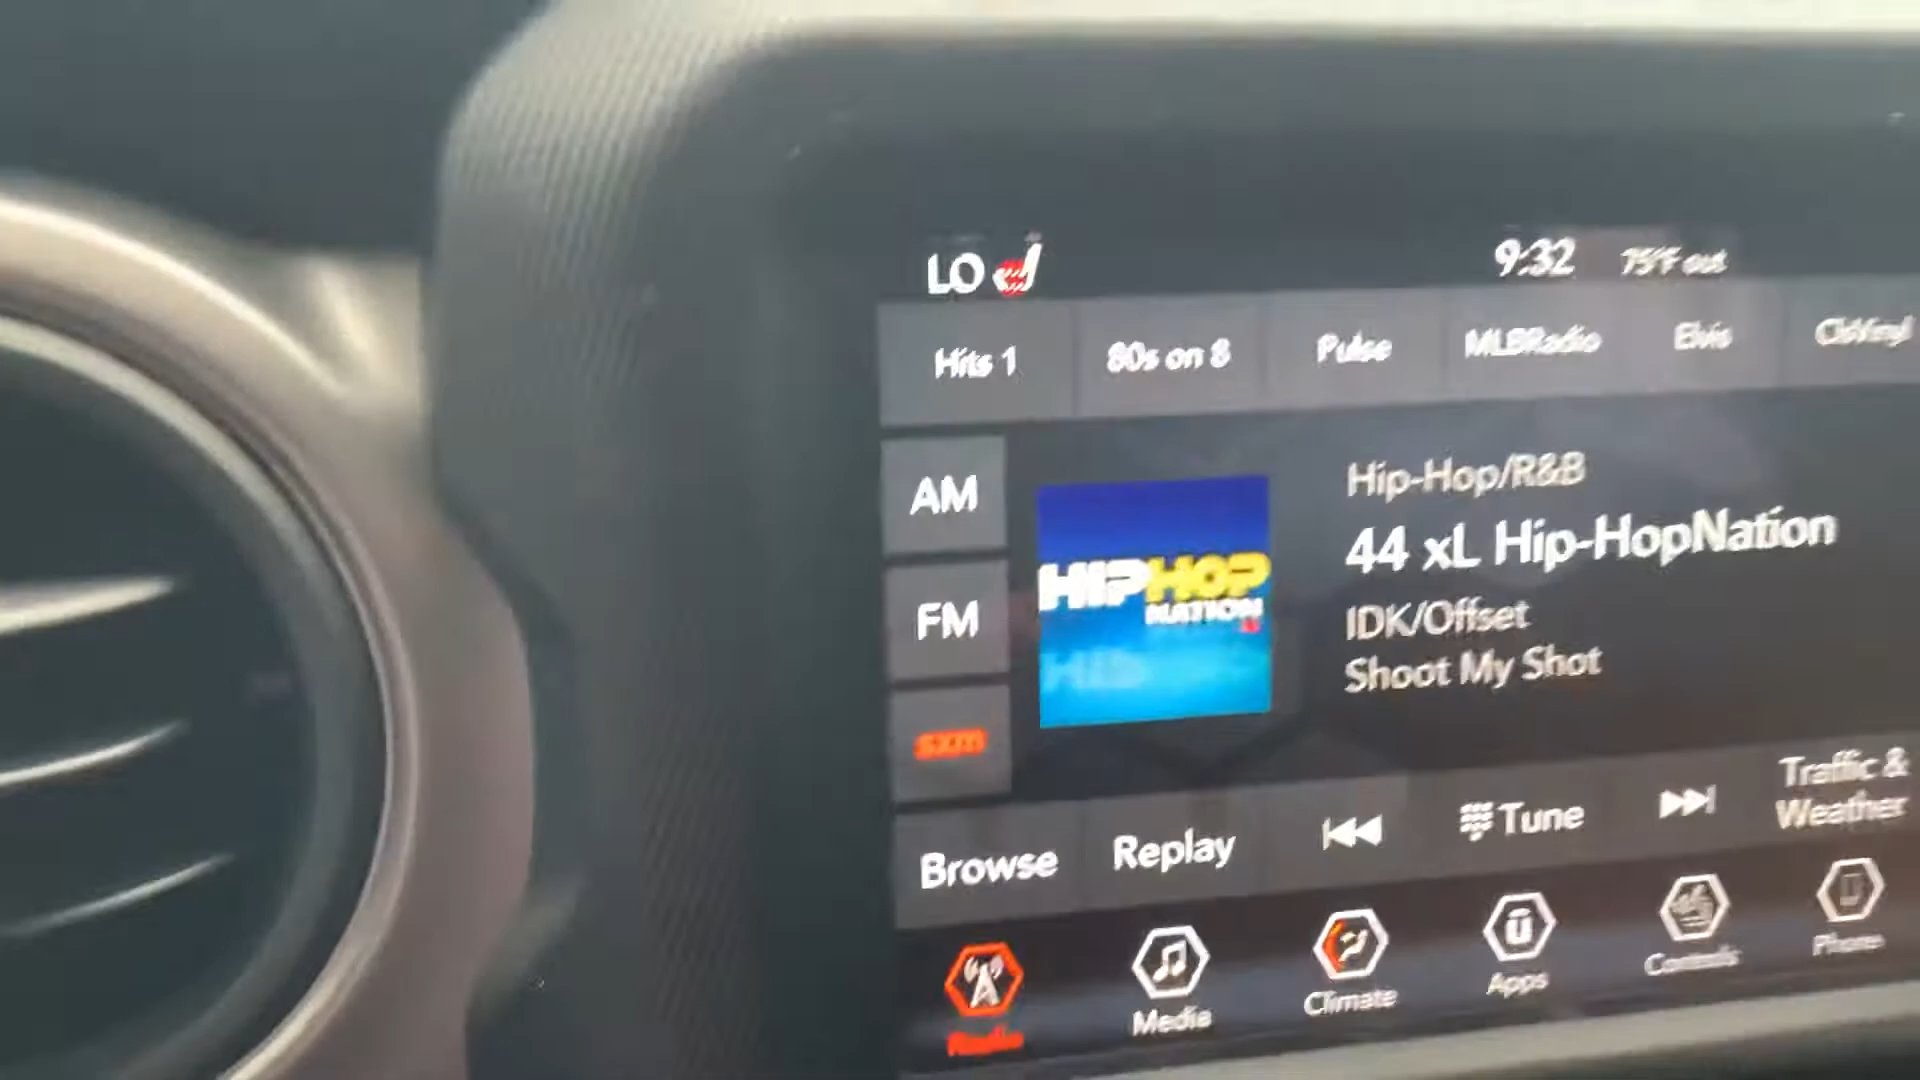 LO
9:32 75°F out
Hits 1 80s on 8 Pulse MLBRadio Elvis ClsVinyl
AM
FM
sxm
HIPHOP
NATION
Hip-Hop/R&B
44 xL Hip-HopNation
IDK/Offset
Shoot My Shot
Browse Replay Tune Traffic & Weather
Radio Media Climate Apps Controls Phone